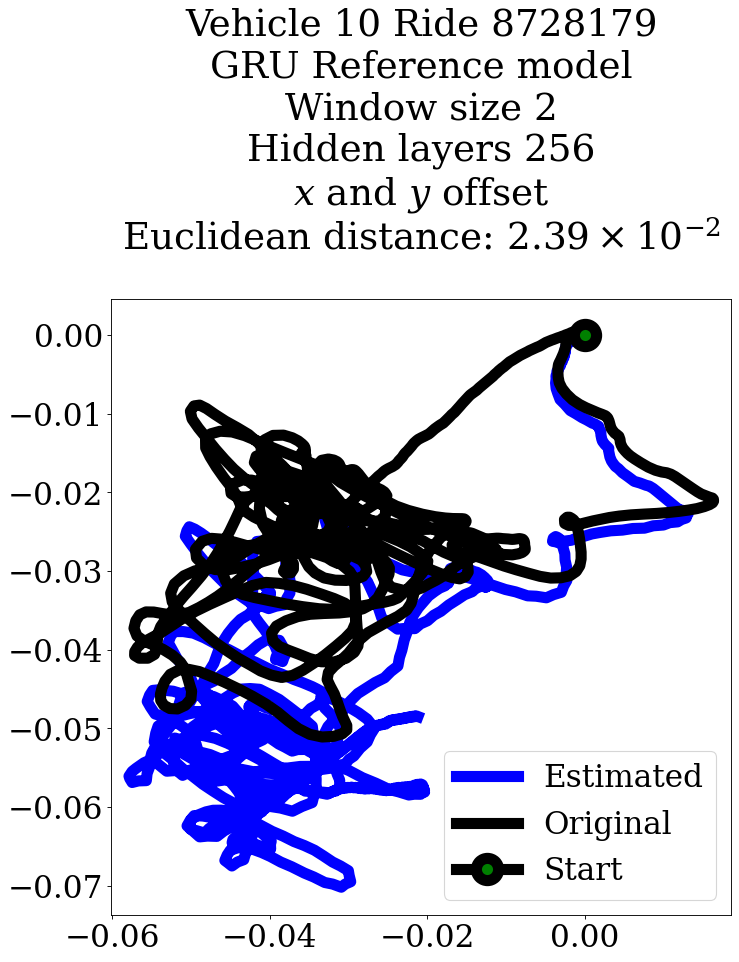 Vehicle 10 Ride 8728179
GRU Reference model
Window size 2
Hidden layers 256
x and y offset
Euclidean distance: 2.39 × 10⁻²
0.00
−0.01
−0.02
−0.03
−0.04
−0.05
−0.06
−0.07
Estimated
Original
Start
−0.06 −0.04 −0.02 0.00